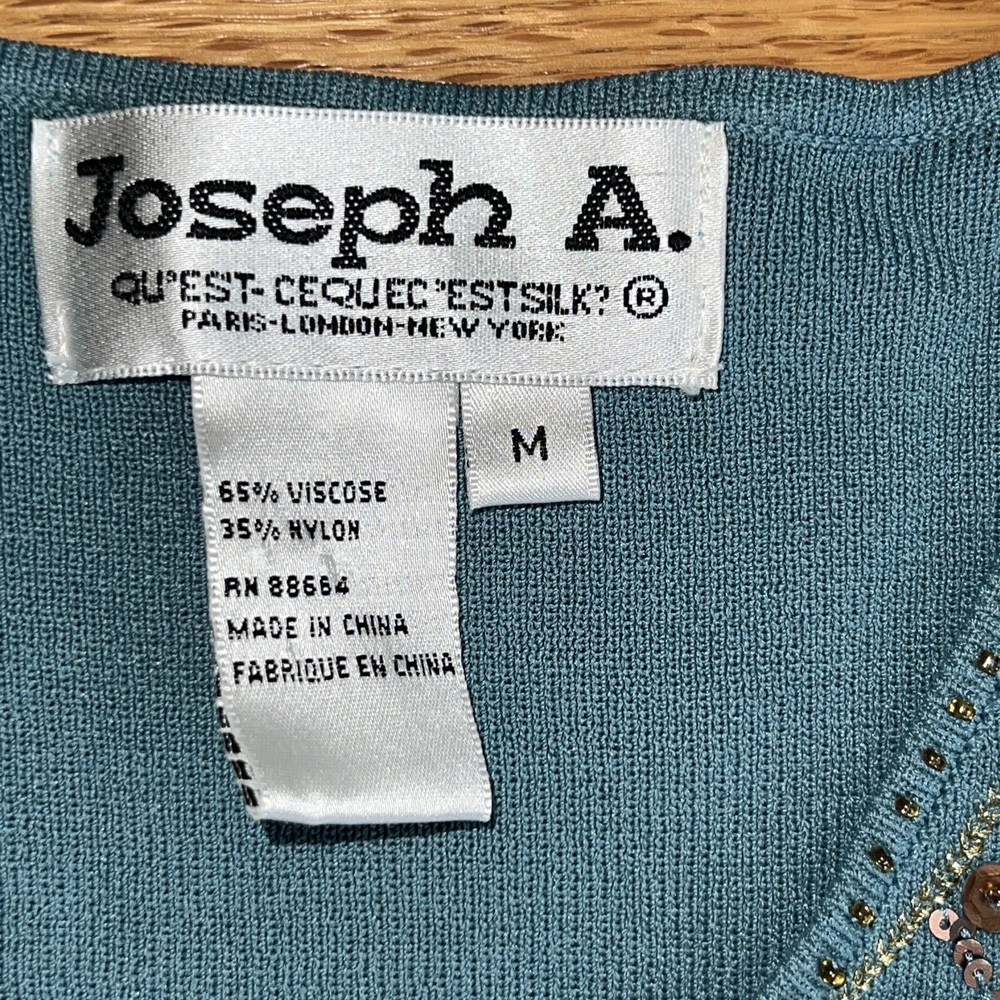 Joseph A.
QU'EST-CEQUEC'ESTSILK? ®
PARIS-LONDON-NEW YORK
M
65% VISCOSE
35% NYLON
RN 88664
MADE IN CHINA
FABRIQUE EN CHINA